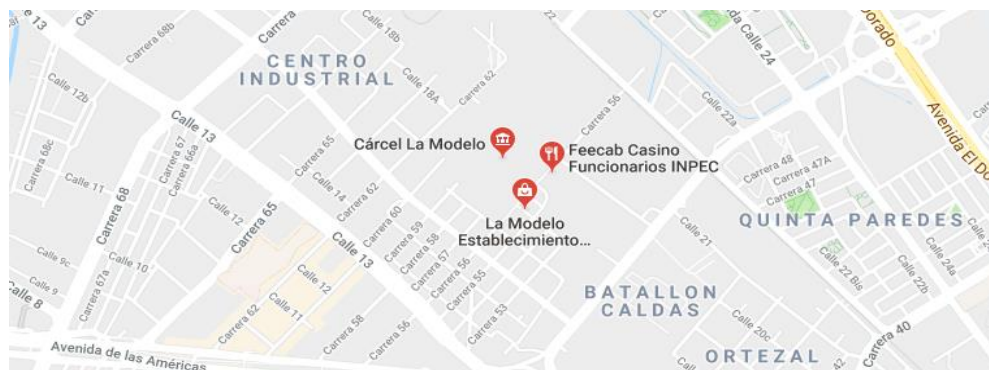 Calle 13
Carrera 68b
Calle 18b
Calle 24
Dorado
CENTRO
INDUSTRIAL
Calle 18A
Carrera 62
Calle 12b
Calle 13
Carrera 56
Calle 22a
Avenida El Do
Cárcel La Modelo
Feecab Casino
Funcionarios INPEC
Carrera 68c
Carrera 67
Carrera 66a
Carrera 65
Calle 14
Carrera 62
Carrera 48
Carrera 47A
Carrera 47
Calle 11
Carrera 68
Calle 12
Carrera 65
Carrera 60
Carrera 59
Carrera 58
Carrera 57
Carrera 56
Carrera 55
La Modelo
Establecimiento...
QUINTA PAREDES
Calle 21
Calle 13
Calle 9c
Calle 9
Calle 10
Calle 8
Carrera 67a
Calle 12
Calle 11
Carrera 62
Carrera 53
Calle 22 Bis
Calle 24a
Calle 22b
BATALLON
CALDAS
Carrera 58
Carrera 56
Calle 20c
Carrera 40
Avenida de las Américas
ORTEZAL